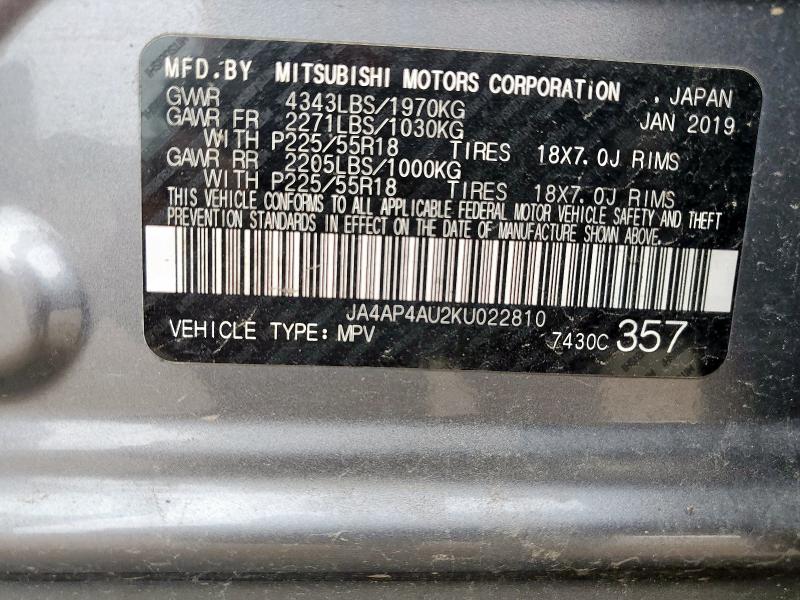 MFD.BY MITSUBISHI MOTORS CORPORATION , JAPAN
GVWR 4343LBS/1970KG JAN 2019
GAWR FR 2271LBS/1030KG
WITH P225/55R18 TIRES 18X7.0J RIMS
GAWR RR 2205LBS/1000KG
WITH P225/55R18 TIRES 18X7.0J RIMS
THIS VEHICLE CONFORMS TO ALL APPLICABLE FEDERAL MOTOR VEHICLE SAFETY AND THEFT
PREVENTION STANDARDS IN EFFECT ON THE DATE OF MANUFACTURE SHOWN ABOVE.
JA4AP4AU2KU022810
VEHICLE TYPE: MPV 7430C 357